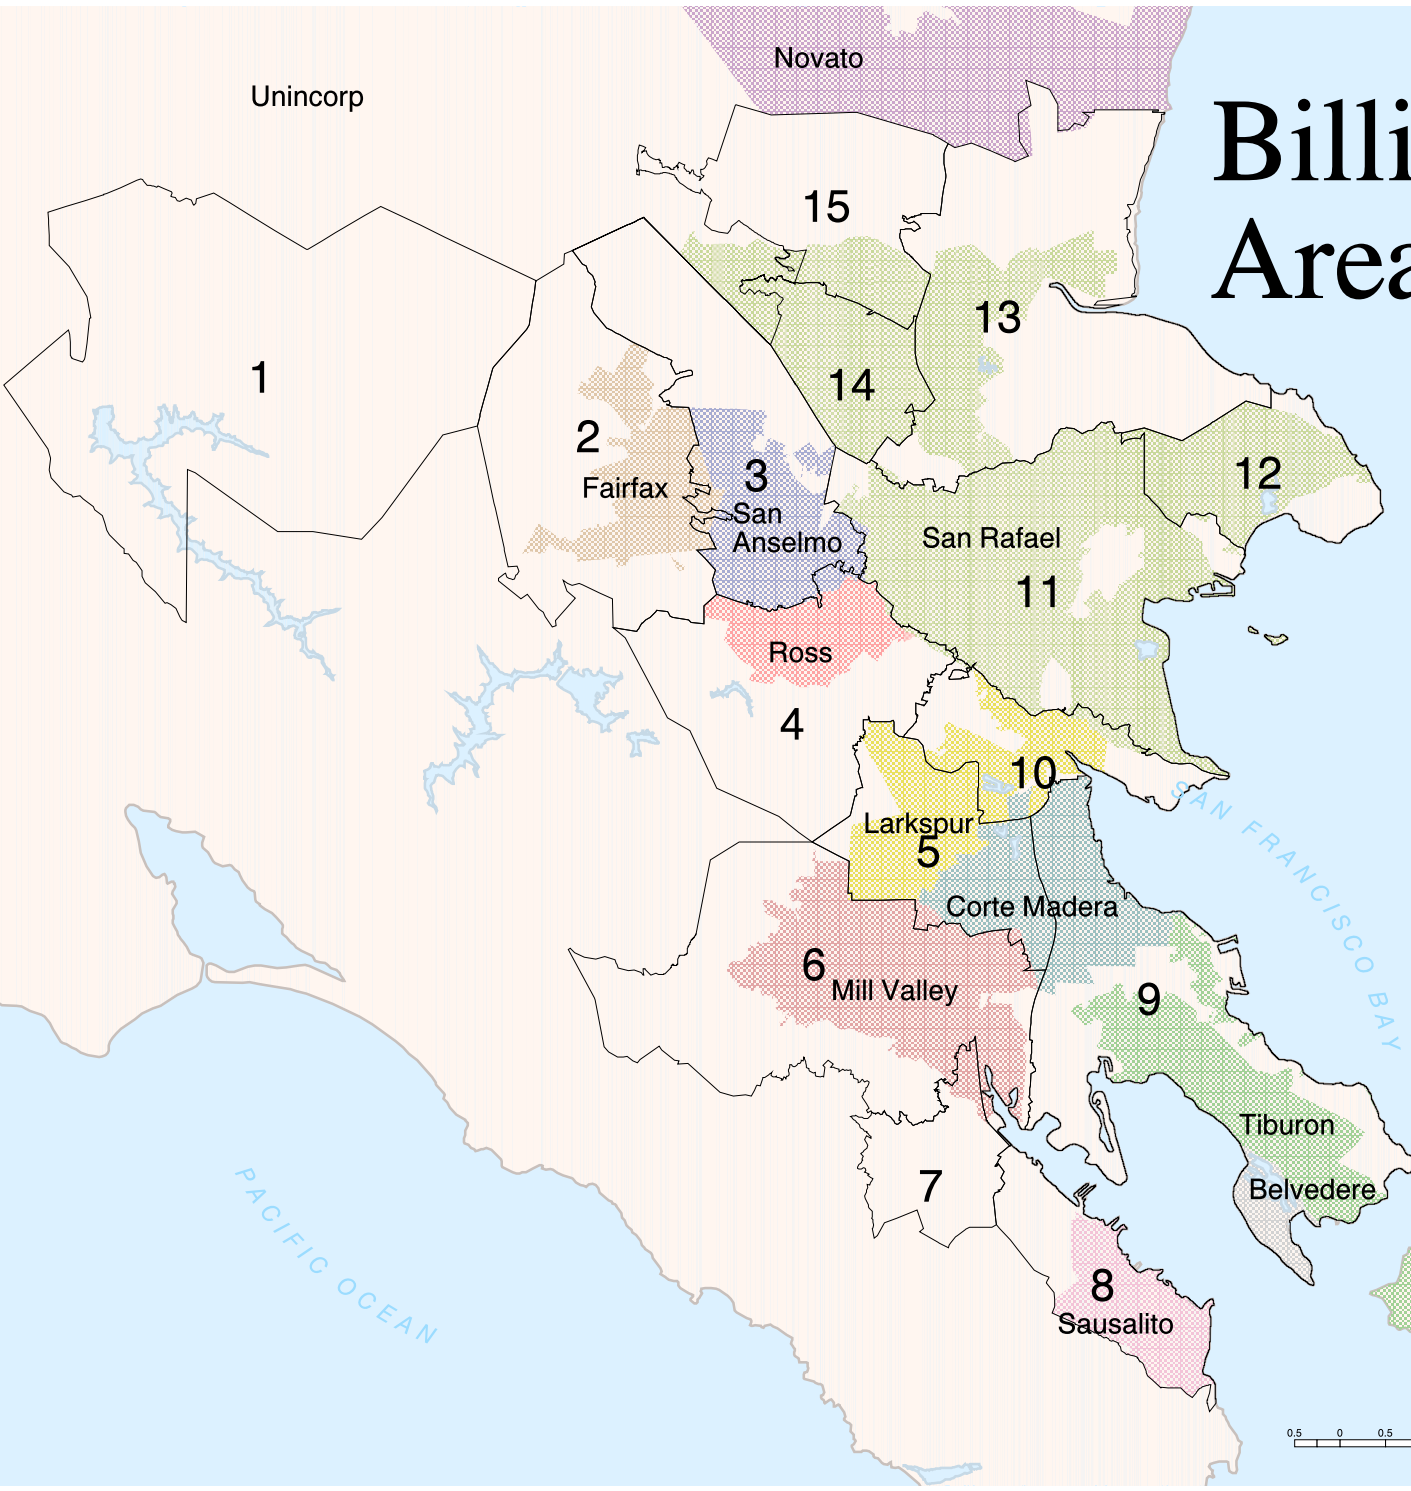 Novato
Unincorp
Billi
Area
15
13
1
14
2
Fairfax
3
San
Anselmo
12
San Rafael
11
Ross
4
10
Larkspur
5
Corte Madera
SAN FRANCISCO BAY
6
Mill Valley
9
Tiburon
Belvedere
7
PACIFIC OCEAN
8
Sausalito
0.5 0 0.5